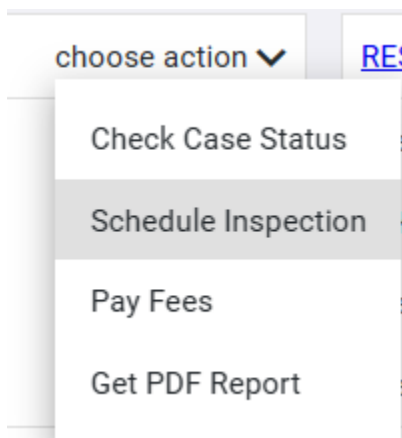 choose action RES
Check Case Status
Schedule Inspection
Pay Fees
Get PDF Report